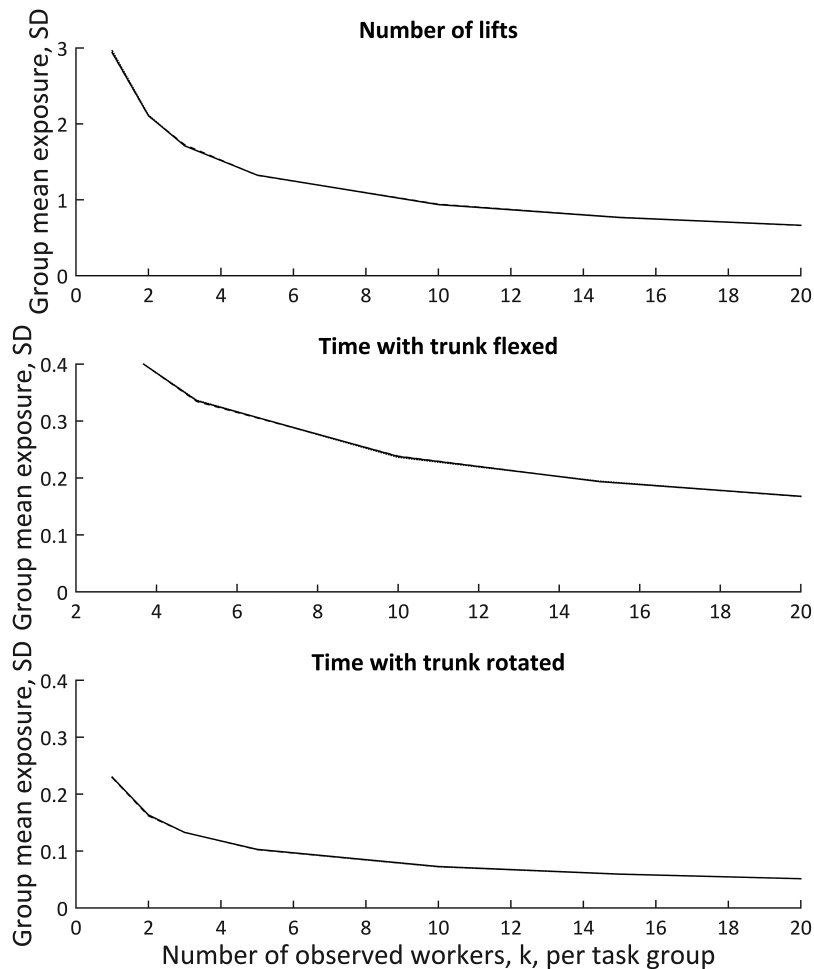 Number of lifts
Group mean exposure, SD
3
2
1
0
0 2 4 6 8 10 12 14 16 18 20
Time with trunk flexed
Group mean exposure, SD
0.4
0.3
0.2
0.1
0
2 4 6 8 10 12 14 16 18 20
Time with trunk rotated
Group mean exposure, SD
0.4
0.3
0.2
0.1
0
0 2 4 6 8 10 12 14 16 18 20
Number of observed workers, k, per task group